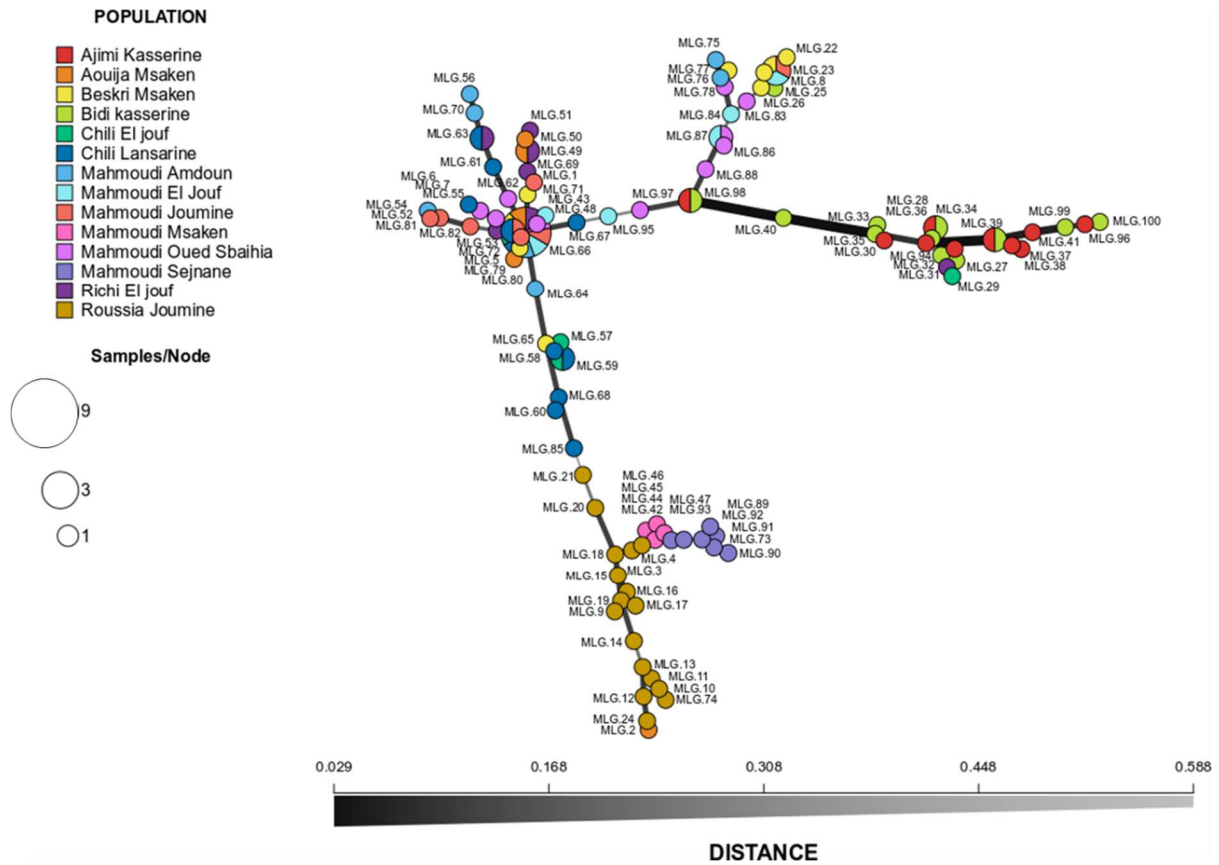 POPULATION
Ajimi Kasserine
Aouija Msaken
Beskri Msaken
Bidi kasserine
Chili El jouf
Chili Lansarine
Mahmoudi Amdoun
Mahmoudi El Jouf
Mahmoudi Joumine
Mahmoudi Msaken
Mahmoudi Oued Sbaihia
Mahmoudi Sejnane
Richi El jouf
Roussia Joumine
Samples/Node
9
3
1
MLG.75
MLG.22
MLG.77
MLG.76
MLG.78
MLG.23
MLG.8
MLG.25
MLG.26
MLG.83
MLG.84
MLG.87
MLG.86
MLG.88
MLG.56
MLG.70
MLG.63
MLG.61
MLG.51
MLG.50
MLG.49
MLG.69
MLG.1
MLG.71
MLG.43
MLG.48
MLG.62
MLG.6
MLG.7
MLG.55
MLG.54
MLG.52
MLG.81
MLG.82
MLG.53
MLG.72
MLG.5
MLG.79
MLG.80
MLG.66
MLG.67
MLG.95
MLG.97
MLG.98
MLG.40
MLG.33
MLG.35
MLG.30
MLG.28
MLG.36
MLG.34
MLG.39
MLG.99
MLG.100
MLG.41
MLG.96
MLG.37
MLG.38
MLG.94
MLG.32
MLG.31
MLG.27
MLG.29
MLG.64
MLG.65
MLG.57
MLG.58
MLG.59
MLG.68
MLG.60
MLG.85
MLG.21
MLG.20
MLG.46
MLG.45
MLG.44
MLG.42
MLG.47
MLG.93
MLG.89
MLG.92
MLG.91
MLG.73
MLG.90
MLG.18
MLG.4
MLG.3
MLG.15
MLG.16
MLG.19
MLG.17
MLG.9
MLG.14
MLG.13
MLG.11
MLG.10
MLG.12
MLG.74
MLG.24
MLG.2
0.029 0.168 0.308 0.448 0.588
DISTANCE